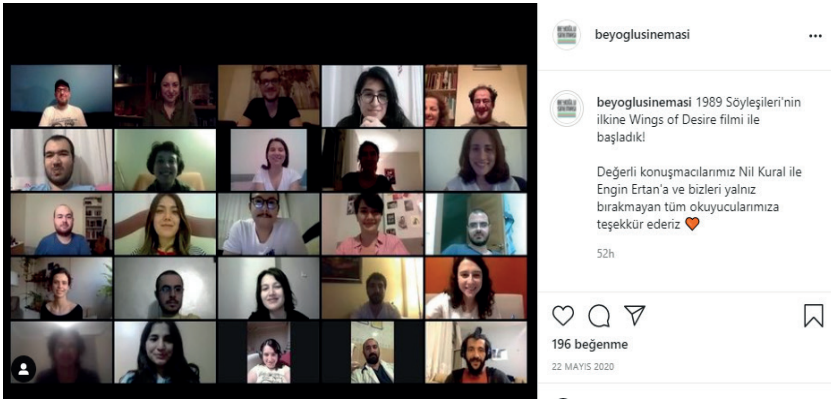 beyoglusinemasi
beyoglusinemasi 1989 Söyleşileri'nin
ilkine Wings of Desire filmi ile
başladık!
Değerli konuşmacılarımız Nil Kural ile
Engin Ertan'a ve bizleri yalnız
bırakmayan tüm okuyucularımıza
teşekkür ederiz 🧡
52h
196 beğenme
22 MAYIS 2020